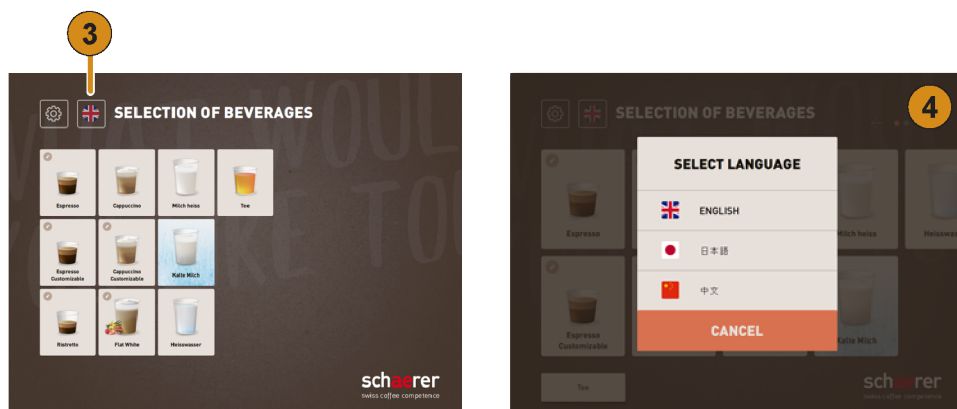 3
SELECTION OF BEVERAGES
Espresso
Cappuccino
Milch heiss
Tee
Espresso
Customizable
Cappuccino
Customizable
Kalte Milch
Ristretto
Flat White
Heisswasser
schaerer
swiss coffee competence
4
SELECTION OF BEVERAGES
SELECT LANGUAGE
ENGLISH
日本語
中文
CANCEL
Espresso
Milch heiss
Heisswas
Espresso
Customizable
Kalte Milch
Tee
schaerer
swiss coffee competence